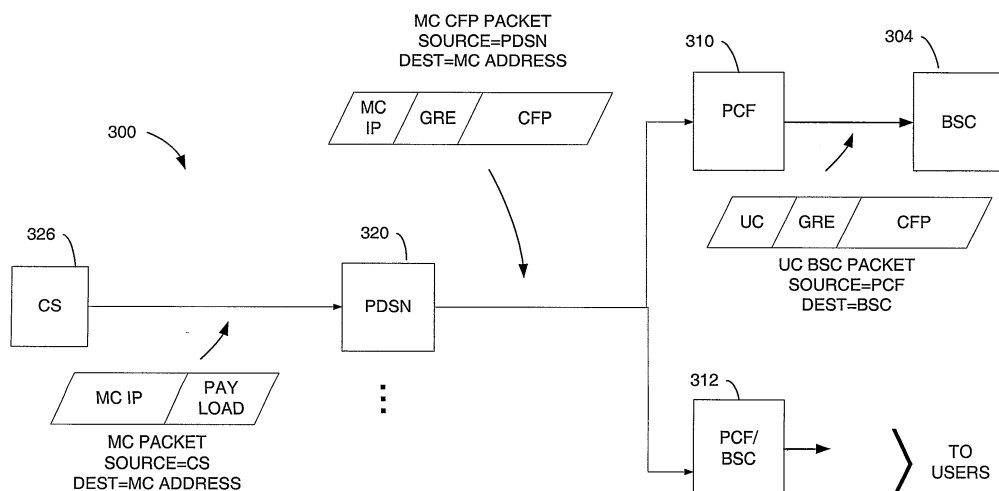 MC CFP PACKET
SOURCE=PDSN
DEST=MC ADDRESS
MC
IP
GRE
CFP
310
PCF
304
BSC
300
UC
GRE
CFP
UC BSC PACKET
SOURCE=PCF
DEST=BSC
326
CS
320
PDSN
MC IP
PAY
LOAD
MC PACKET
SOURCE=CS
DEST=MC ADDRESS
312
PCF/
BSC
TO
USERS